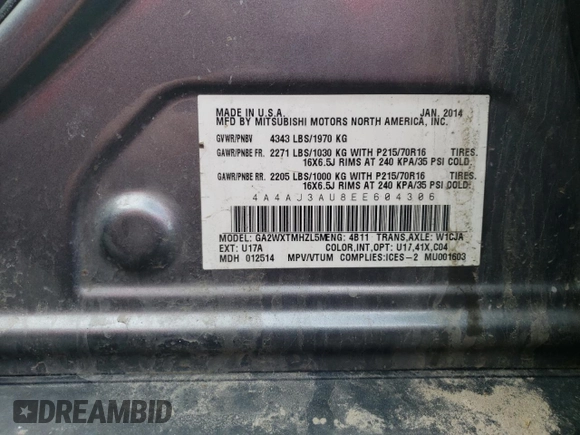 MADE IN U.S.A. JAN, 2014
MFD BY MITSUBISHI MOTORS NORTH AMERICA, INC.
GVWR/PNBV 4343 LBS/1970 KG
GAWR/PNBE FR. 2271 LBS/1030 KG WITH P215/70R16 TIRES.
16X6.5J RIMS AT 240 KPA/35 PSI COLD.
GAWR/PNBE RR. 2205 LBS/1000 KG WITH P215/70R16 TIRES.
16X6.5J RIMS AT 240 KPA/35 PSI COLD.
4A4AJ3AU8EE604306
MODEL: GA2WXTMHZL5MENG: 4B11 TRANS,AXLE: W1CJA
EXT: U17A COLOR,INT,OPT: U17,41X,C04
MDH 012514 MPV/VTUM COMPLIES:ICES-2 MU001603
DREAMBID